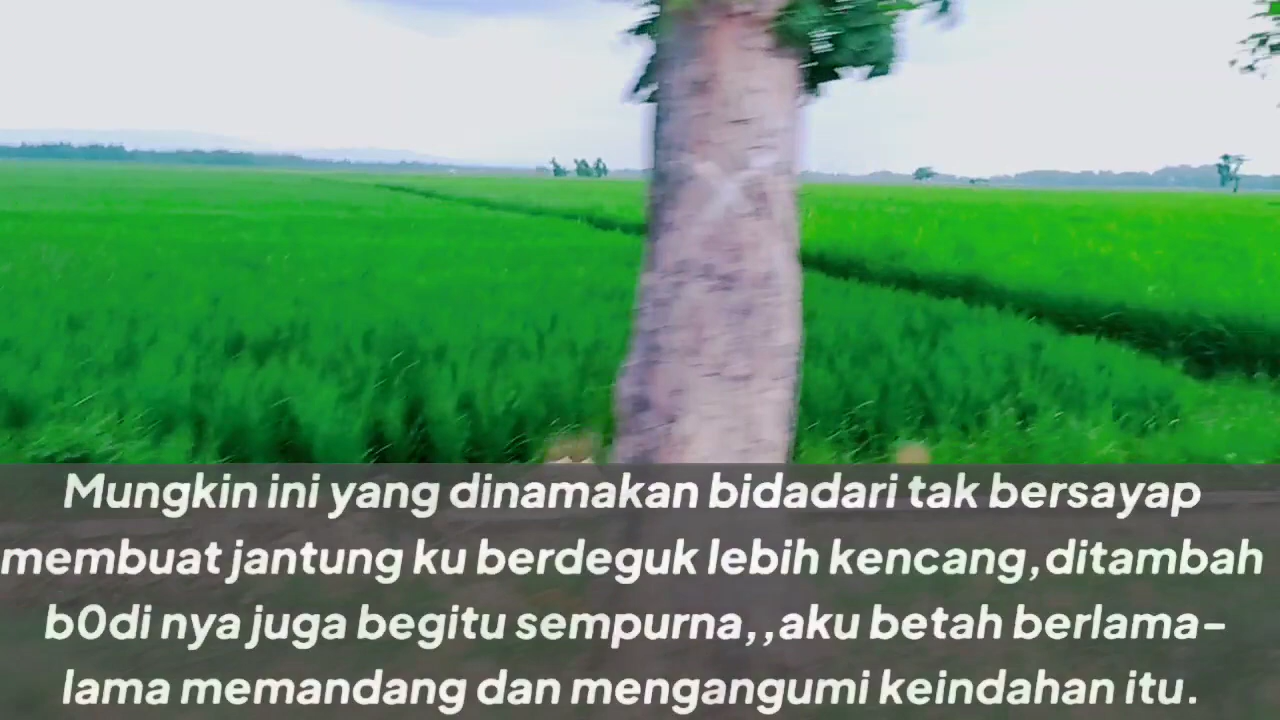 Mungkin ini yang dinamakan bidadari tak bersayap
membuat jantung ku berdeguk lebih kencang,ditambah
b0di nya juga begitu sempurna,,aku betah berlama-
lama memandang dan mengangumi keindahan itu.